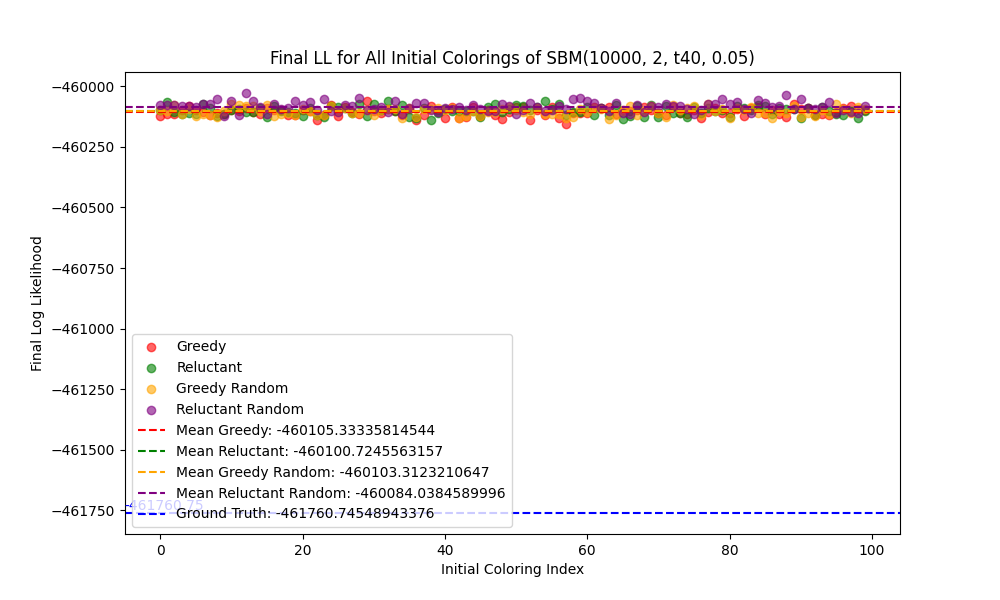 Final LL for All Initial Colorings of SBM(10000, 2, t40, 0.05)
Final Log Likelihood
−460000
−460250
−460500
−460750
−461000
−461250
−461500
−461750
Greedy
Reluctant
Greedy Random
Reluctant Random
Mean Greedy: -460105.33335814544
Mean Reluctant: -460100.7245563157
Mean Greedy Random: -460103.3123210647
Mean Reluctant Random: -460084.0384589996
-461760.75
Ground Truth: -461760.74548943376
0 20 40 60 80 100
Initial Coloring Index